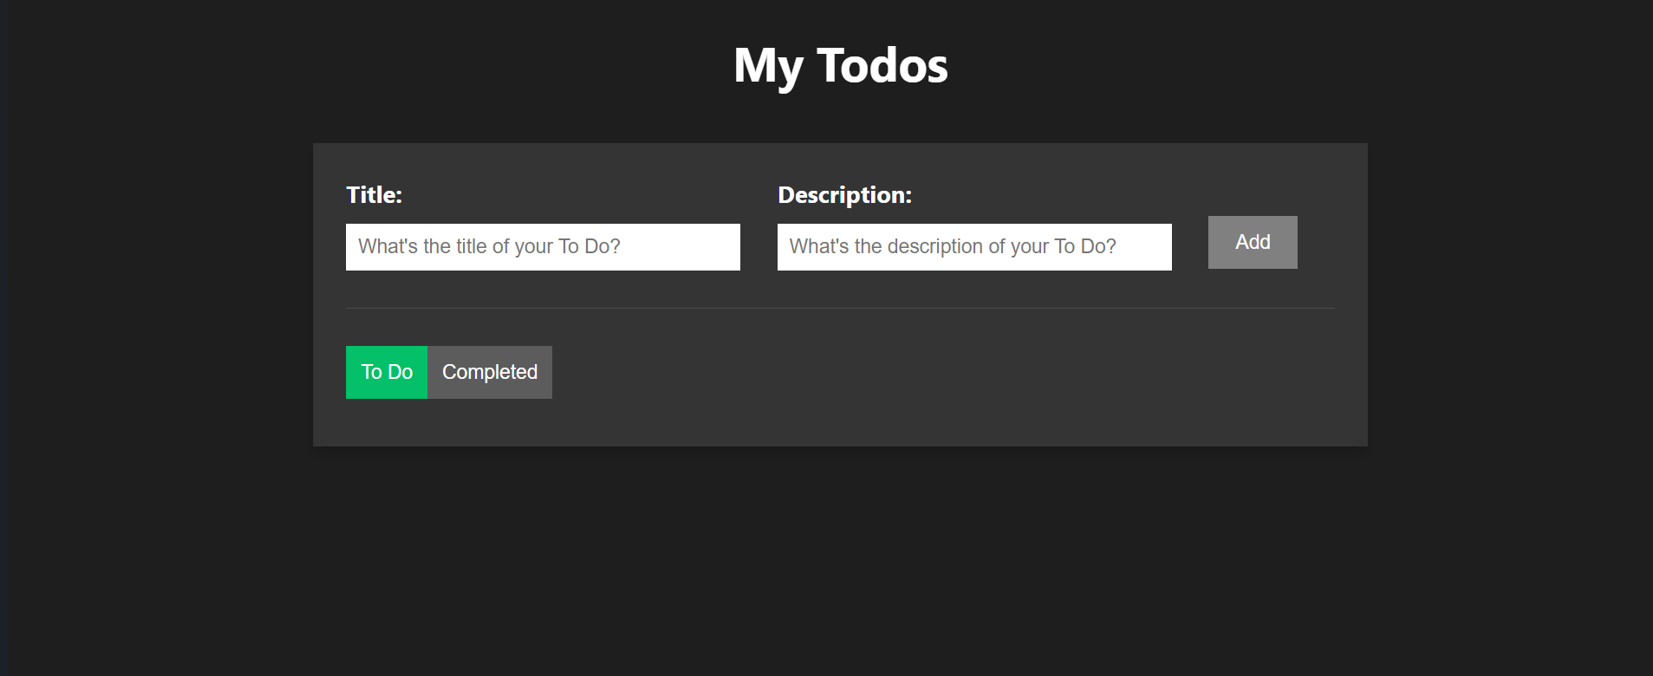 My Todos
Title:
Description:
What's the title of your To Do?
What's the description of your To Do?
Add
To Do
Completed